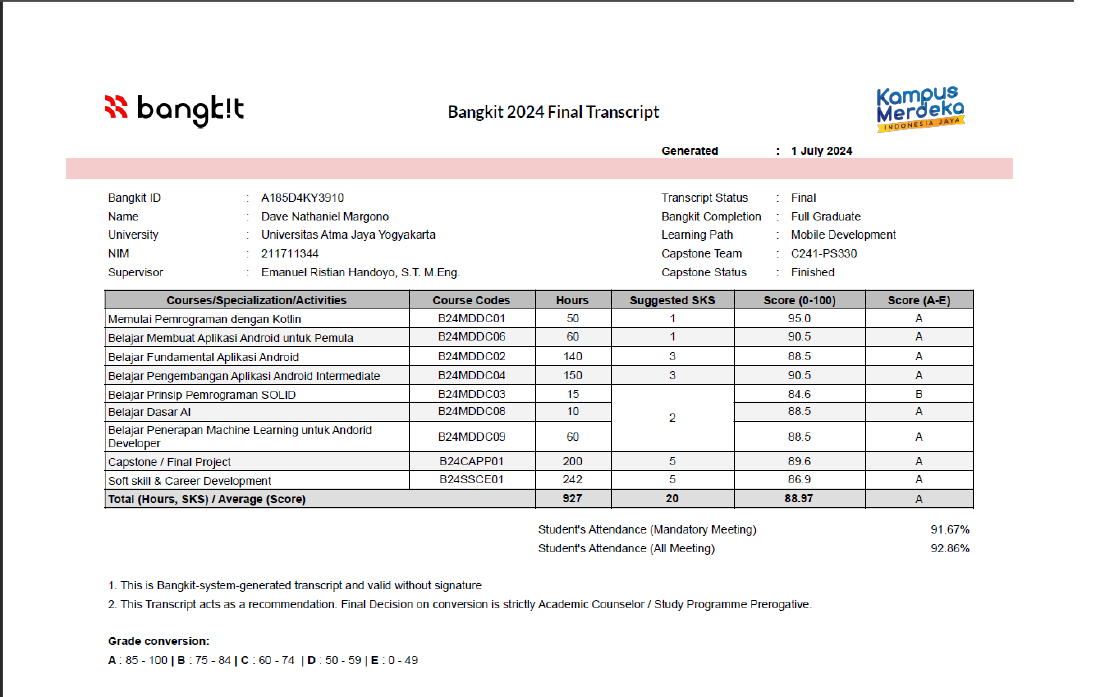 bangk!t
Bangkit 2024 Final Transcript
Kampus
Merdeka
INDONESIA JAYA
Generated : 1 July 2024
Bangkit ID : A185D4KY3910
Transcript Status : Final
Name : Dave Nathaniel Margono
Bangkit Completion : Full Graduate
University : Universitas Atma Jaya Yogyakarta
Learning Path : Mobile Development
NIM : 211711344
Capstone Team : C241-PS330
Supervisor : Emanuel Ristian Handoyo, S.T. M.Eng.
Capstone Status : Finished
Courses/Specialization/Activities Course Codes Hours Suggested SKS Score (0-100) Score (A-E)
Memulai Pemrograman dengan Kotlin B24MDDC01 50 1 95.0 A
Belajar Membuat Aplikasi Android untuk Pemula B24MDDC06 60 1 90.5 A
Belajar Fundamental Aplikasi Android B24MDDC02 140 3 88.5 A
Belajar Pengembangan Aplikasi Android Intermediate B24MDDC04 150 3 90.5 A
Belajar Prinsip Pemrograman SOLID B24MDDC03 15 84.6 B
Belajar Dasar AI B24MDDC08 10 2 88.5 A
Belajar Penerapan Machine Learning untuk Andorid
Developer B24MDDC09 60 88.5 A
Capstone / Final Project B24CAPP01 200 5 89.6 A
Soft skill & Career Development B24SSCE01 242 5 86.9 A
Total (Hours, SKS) / Average (Score) 927 20 88.97 A
Student's Attendance (Mandatory Meeting) 91.67%
Student's Attendance (All Meeting) 92.86%
1. This is Bangkit-system-generated transcript and valid without signature
2. This Transcript acts as a recommendation. Final Decision on conversion is strictly Academic Counselor / Study Programme Prerogative.
Grade conversion:
A : 85 - 100 | B : 75 - 84 | C : 60 - 74 | D : 50 - 59 | E : 0 - 49